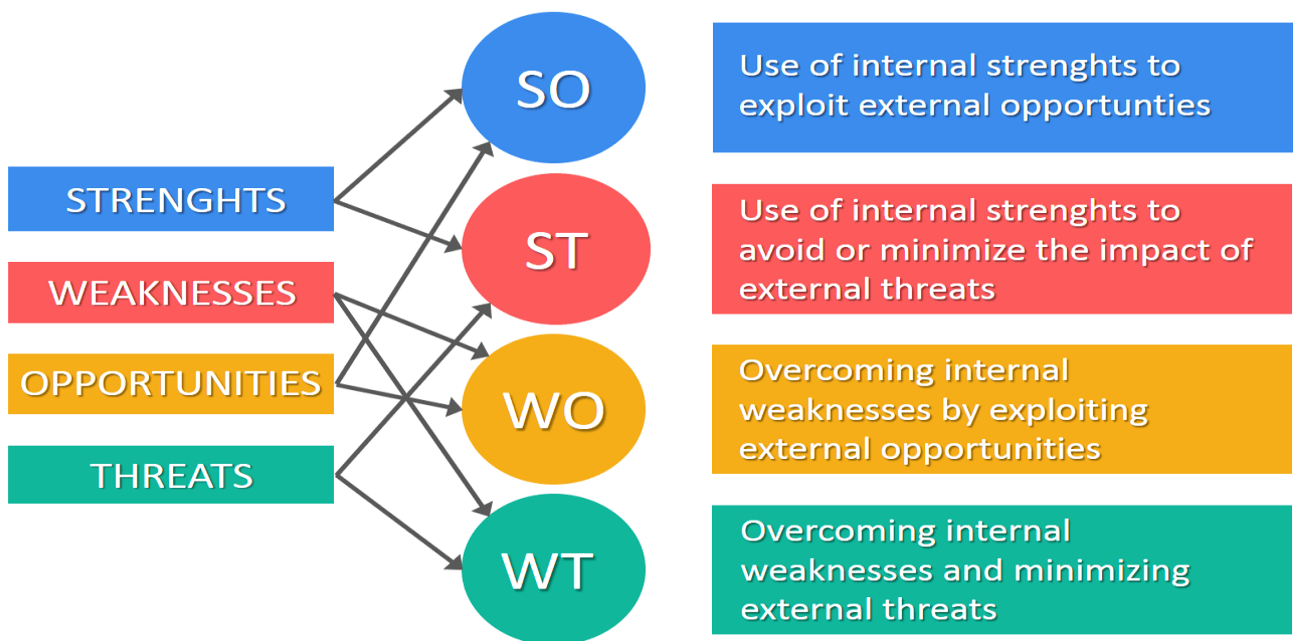 STRENGHTS
WEAKNESSES
OPPORTUNITIES
THREATS
SO
ST
WO
WT
Use of internal strenghts to
exploit external opportunties
Use of internal strenghts to
avoid or minimize the impact of
external threats
Overcoming internal
weaknesses by exploiting
external opportunities
Overcoming internal
weaknesses and minimizing
external threats